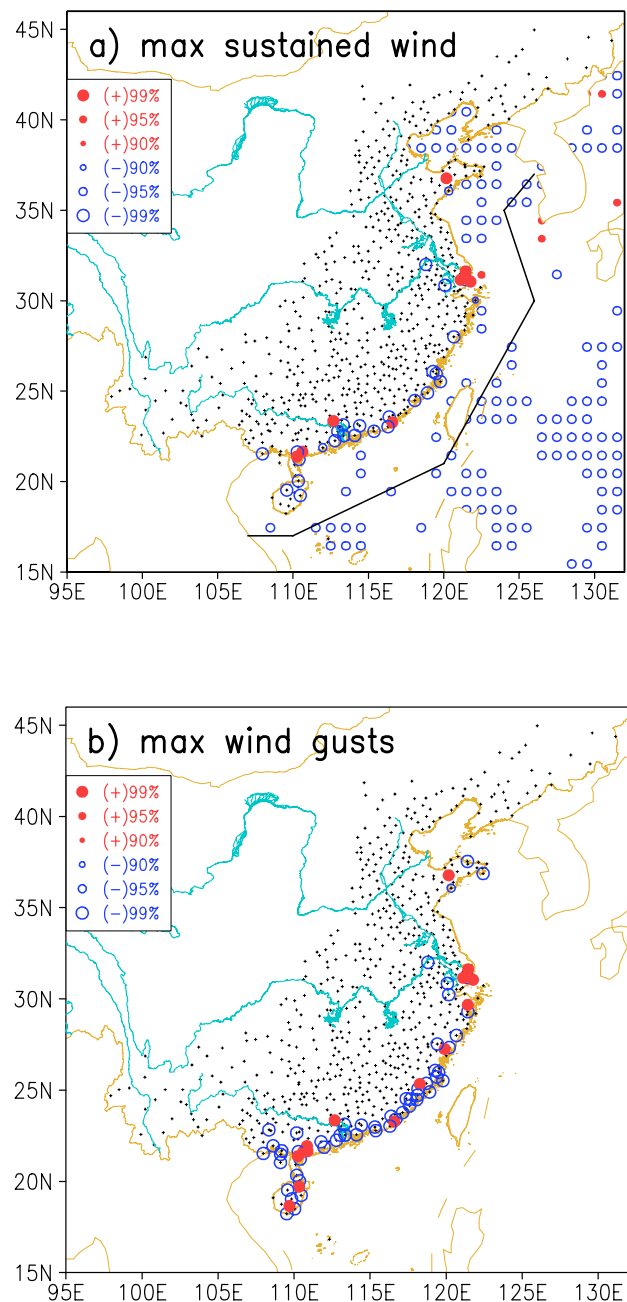 a) max sustained wind
45N
40N
35N
30N
25N
20N
15N
(+)99%
(+)95%
(+)90%
(−)90%
(−)95%
(−)99%
95E 100E 105E 110E 115E 120E 125E 130E
b) max wind gusts
45N
40N
35N
30N
25N
20N
15N
(+)99%
(+)95%
(+)90%
(−)90%
(−)95%
(−)99%
95E 100E 105E 110E 115E 120E 125E 130E